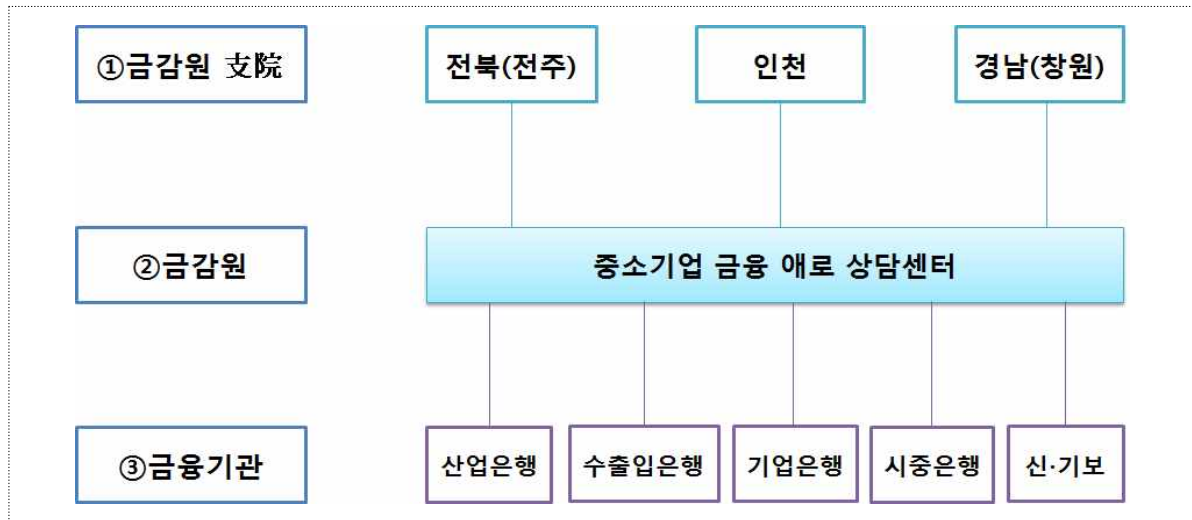 ①금감원 支院
전북(전주)
인천
경남(창원)
②금감원
중소기업 금융 애로 상담센터
③금융기관
산업은행
수출입은행
기업은행
시중은행
신·기보